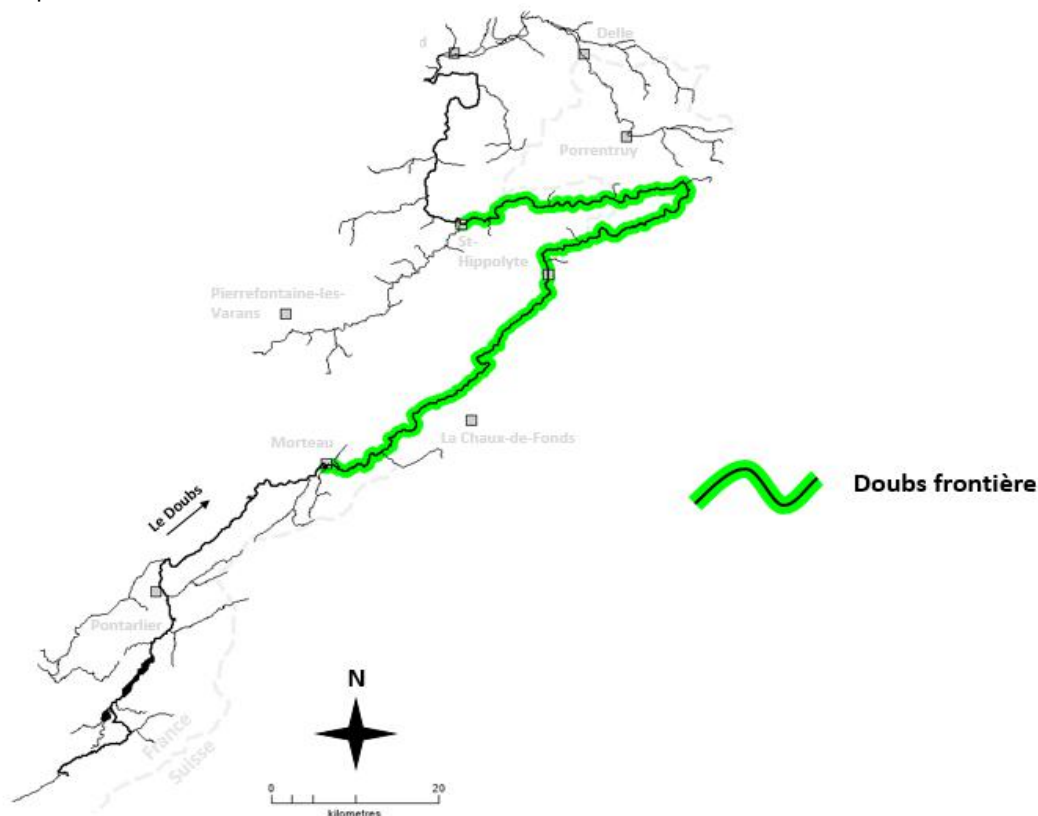 d
Delle
Porrentruy
St-
Hippolyte
Pierrefontaine-les-
Varans
Morteau
La Chaux-de-Fonds
Doubs frontière
Le Doubs
Pontarlier
N
France
Suisse
0 20
kilometres